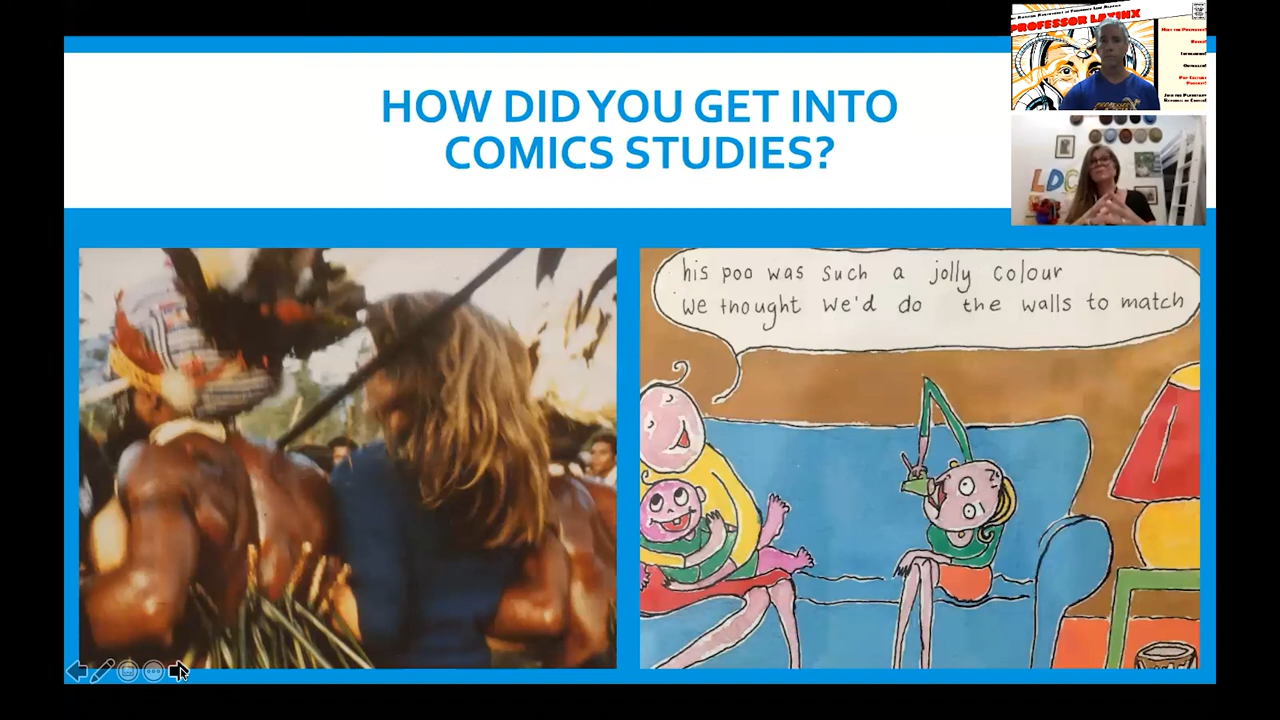 HOW DID YOU GET INTO
COMICS STUDIES?
his poo was such a jolly colour
we thought we'd do the walls to match
PROFESSOR LATINX
LDC